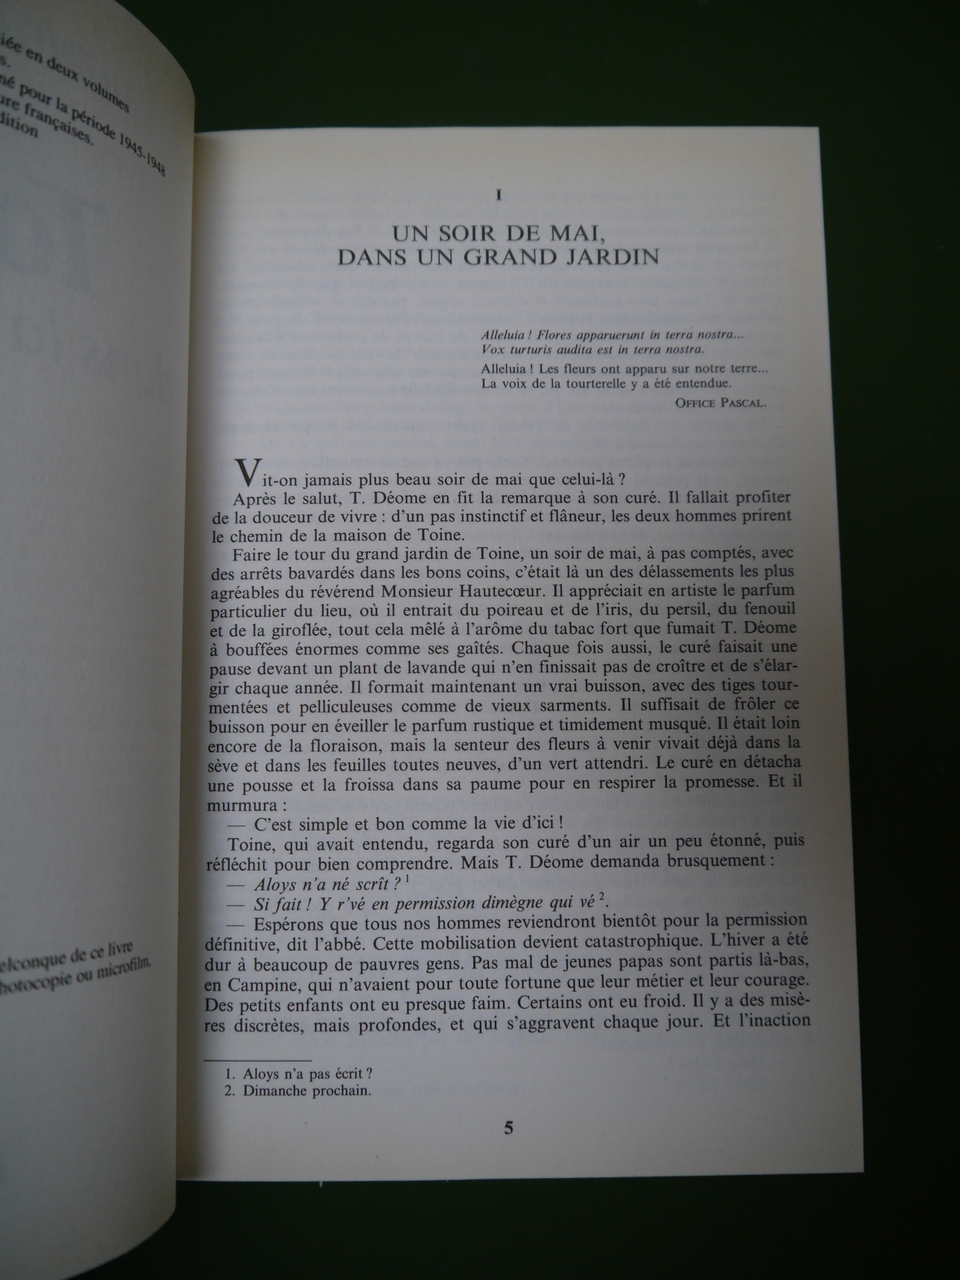 en deux volumes
pour la période 1945-1948
françaises.
I
UN SOIR DE MAI,
DANS UN GRAND JARDIN
Alleluia ! Flores apparuerunt in terra nostra...
Vox turturis audita est in terra nostra.
Alleluia ! Les fleurs ont apparu sur notre terre...
La voix de la tourterelle y a été entendue.
OFFICE PASCAL.
Vit-on jamais plus beau soir de mai que celui-là ?
Après le salut, T. Déome en fit la remarque à son curé. Il fallait profiter
de la douceur de vivre : d'un pas instinctif et flâneur, les deux hommes prirent
le chemin de la maison de Toine.
Faire le tour du grand jardin de Toine, un soir de mai, à pas comptés, avec
des arrêts bavardés dans les bons coins, c'était là un des délassements les plus
agréables du révérend Monsieur Hautecœur. Il appréciait en artiste le parfum
particulier du lieu, où il entrait du poireau et de l'iris, du persil, du fenouil
et de la giroflée, tout cela mêlé à l'arôme du tabac fort que fumait T. Déome
à bouffées énormes comme ses gaîtés. Chaque fois aussi, le curé faisait une
pause devant un plant de lavande qui n'en finissait pas de croître et de s'élar-
gir chaque année. Il formait maintenant un vrai buisson, avec des tiges tour-
mentées et pelliculeuses comme de vieux sarments. Il suffisait de frôler ce
buisson pour en éveiller le parfum rustique et timidement musqué. Il était loin
encore de la floraison, mais la senteur des fleurs à venir vivait déjà dans la
sève et dans les feuilles toutes neuves, d'un vert attendri. Le curé en détacha
une pousse et la froissa dans sa paume pour en respirer la promesse. Et il
murmura :
— C'est simple et bon comme la vie d'ici !
Toine, qui avait entendu, regarda son curé d'un air un peu étonné, puis
réfléchit pour bien comprendre. Mais T. Déome demanda brusquement :
— Aloys n'a né scrît ? 1
— Si fait ! Y r'vé en permission dimègne qui vé 2.
— Espérons que tous nos hommes reviendront bientôt pour la permission
définitive, dit l'abbé. Cette mobilisation devient catastrophique. L'hiver a été
dur à beaucoup de pauvres gens. Pas mal de jeunes papas sont partis là-bas,
en Campine, qui n'avaient pour toute fortune que leur métier et leur courage.
Des petits enfants ont eu presque faim. Certains ont eu froid. Il y a des misè-
res discrètes, mais profondes, et qui s'aggravent chaque jour. Et l'inaction
de ce livre
ou microfilm,
1. Aloys n'a pas écrit ?
2. Dimanche prochain.
5